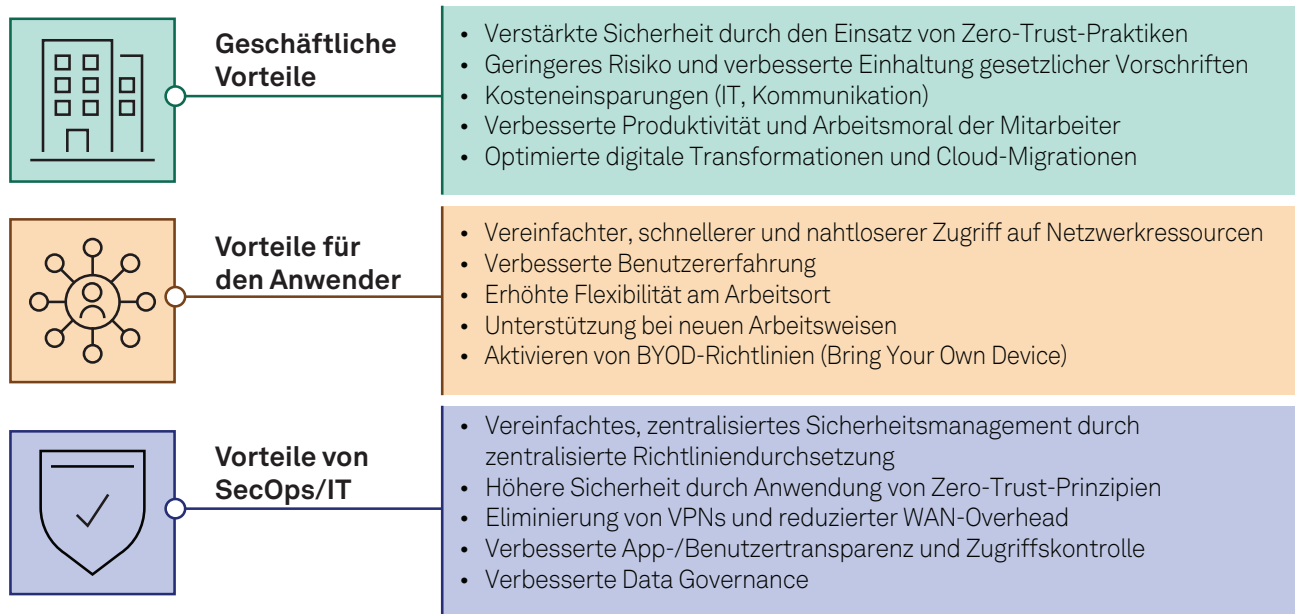 Geschäftliche
Vorteile
• Verstärkte Sicherheit durch den Einsatz von Zero-Trust-Praktiken
• Geringeres Risiko und verbesserte Einhaltung gesetzlicher Vorschriften
• Kosteneinsparungen (IT, Kommunikation)
• Verbesserte Produktivität und Arbeitsmoral der Mitarbeiter
• Optimierte digitale Transformationen und Cloud-Migrationen
Vorteile für
den Anwender
• Vereinfachter, schnellerer und nahtloserer Zugriff auf Netzwerkressourcen
• Verbesserte Benutzererfahrung
• Erhöhte Flexibilität am Arbeitsort
• Unterstützung bei neuen Arbeitsweisen
• Aktivieren von BYOD-Richtlinien (Bring Your Own Device)
Vorteile von
SecOps/IT
• Vereinfachtes, zentralisiertes Sicherheitsmanagement durch
zentralisierte Richtliniendurchsetzung
• Höhere Sicherheit durch Anwendung von Zero-Trust-Prinzipien
• Eliminierung von VPNs und reduzierter WAN-Overhead
• Verbesserte App-/Benutzertransparenz und Zugriffskontrolle
• Verbesserte Data Governance